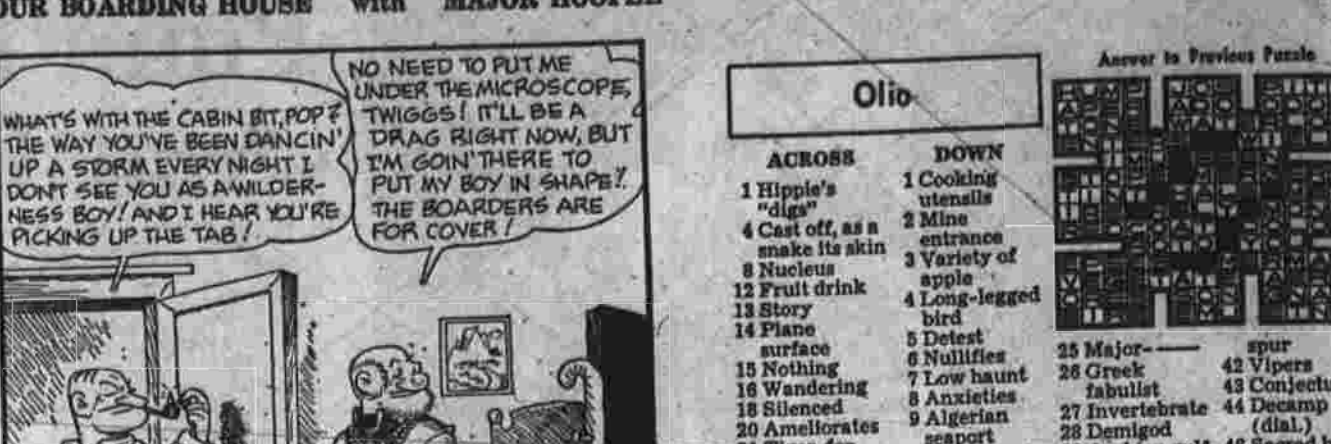 OUR BOARDING HOUSE with MAJOR HOOPLE
WHAT'S WITH THE CABIN BIT, POP?
THE WAY YOU'VE BEEN DANCIN'
UP A STORM EVERY NIGHT I
DON'T SEE YOU AS A WILDER-
NESS BOY! AND I HEAR YOU'RE
PICKING UP THE TAB!
NO NEED TO PUT ME
UNDER THE MICROSCOPE,
TWIGGS! IT'LL BE A
DRAG RIGHT NOW, BUT
I'M GOIN' THERE TO
PUT MY BOY IN SHAPE!
THE BOARDERS ARE
FOR COVER!
Olio
ACROSS
1 Hippie's
"digs"
4 Cast off, as a
snake its skin
8 Nucleus
12 Fruit drink
13 Story
14 Plane
surface
15 Nothing
16 Wandering
18 Silenced
20 Ameliorates
DOWN
1 Cooking
utensils
2 Mine
entrance
3 Variety of
apple
4 Long-legged
bird
5 Detest
6 Nullifies
7 Low haunt
8 Anxieties
9 Algerian
seaport
Answer to Previous Puzzle
25 Major-
26 Greek
fabulist
27 Invertebrate
28 Demigod
spur
42 Vipers
43 Conjectu
44 Decamp
(dial.)